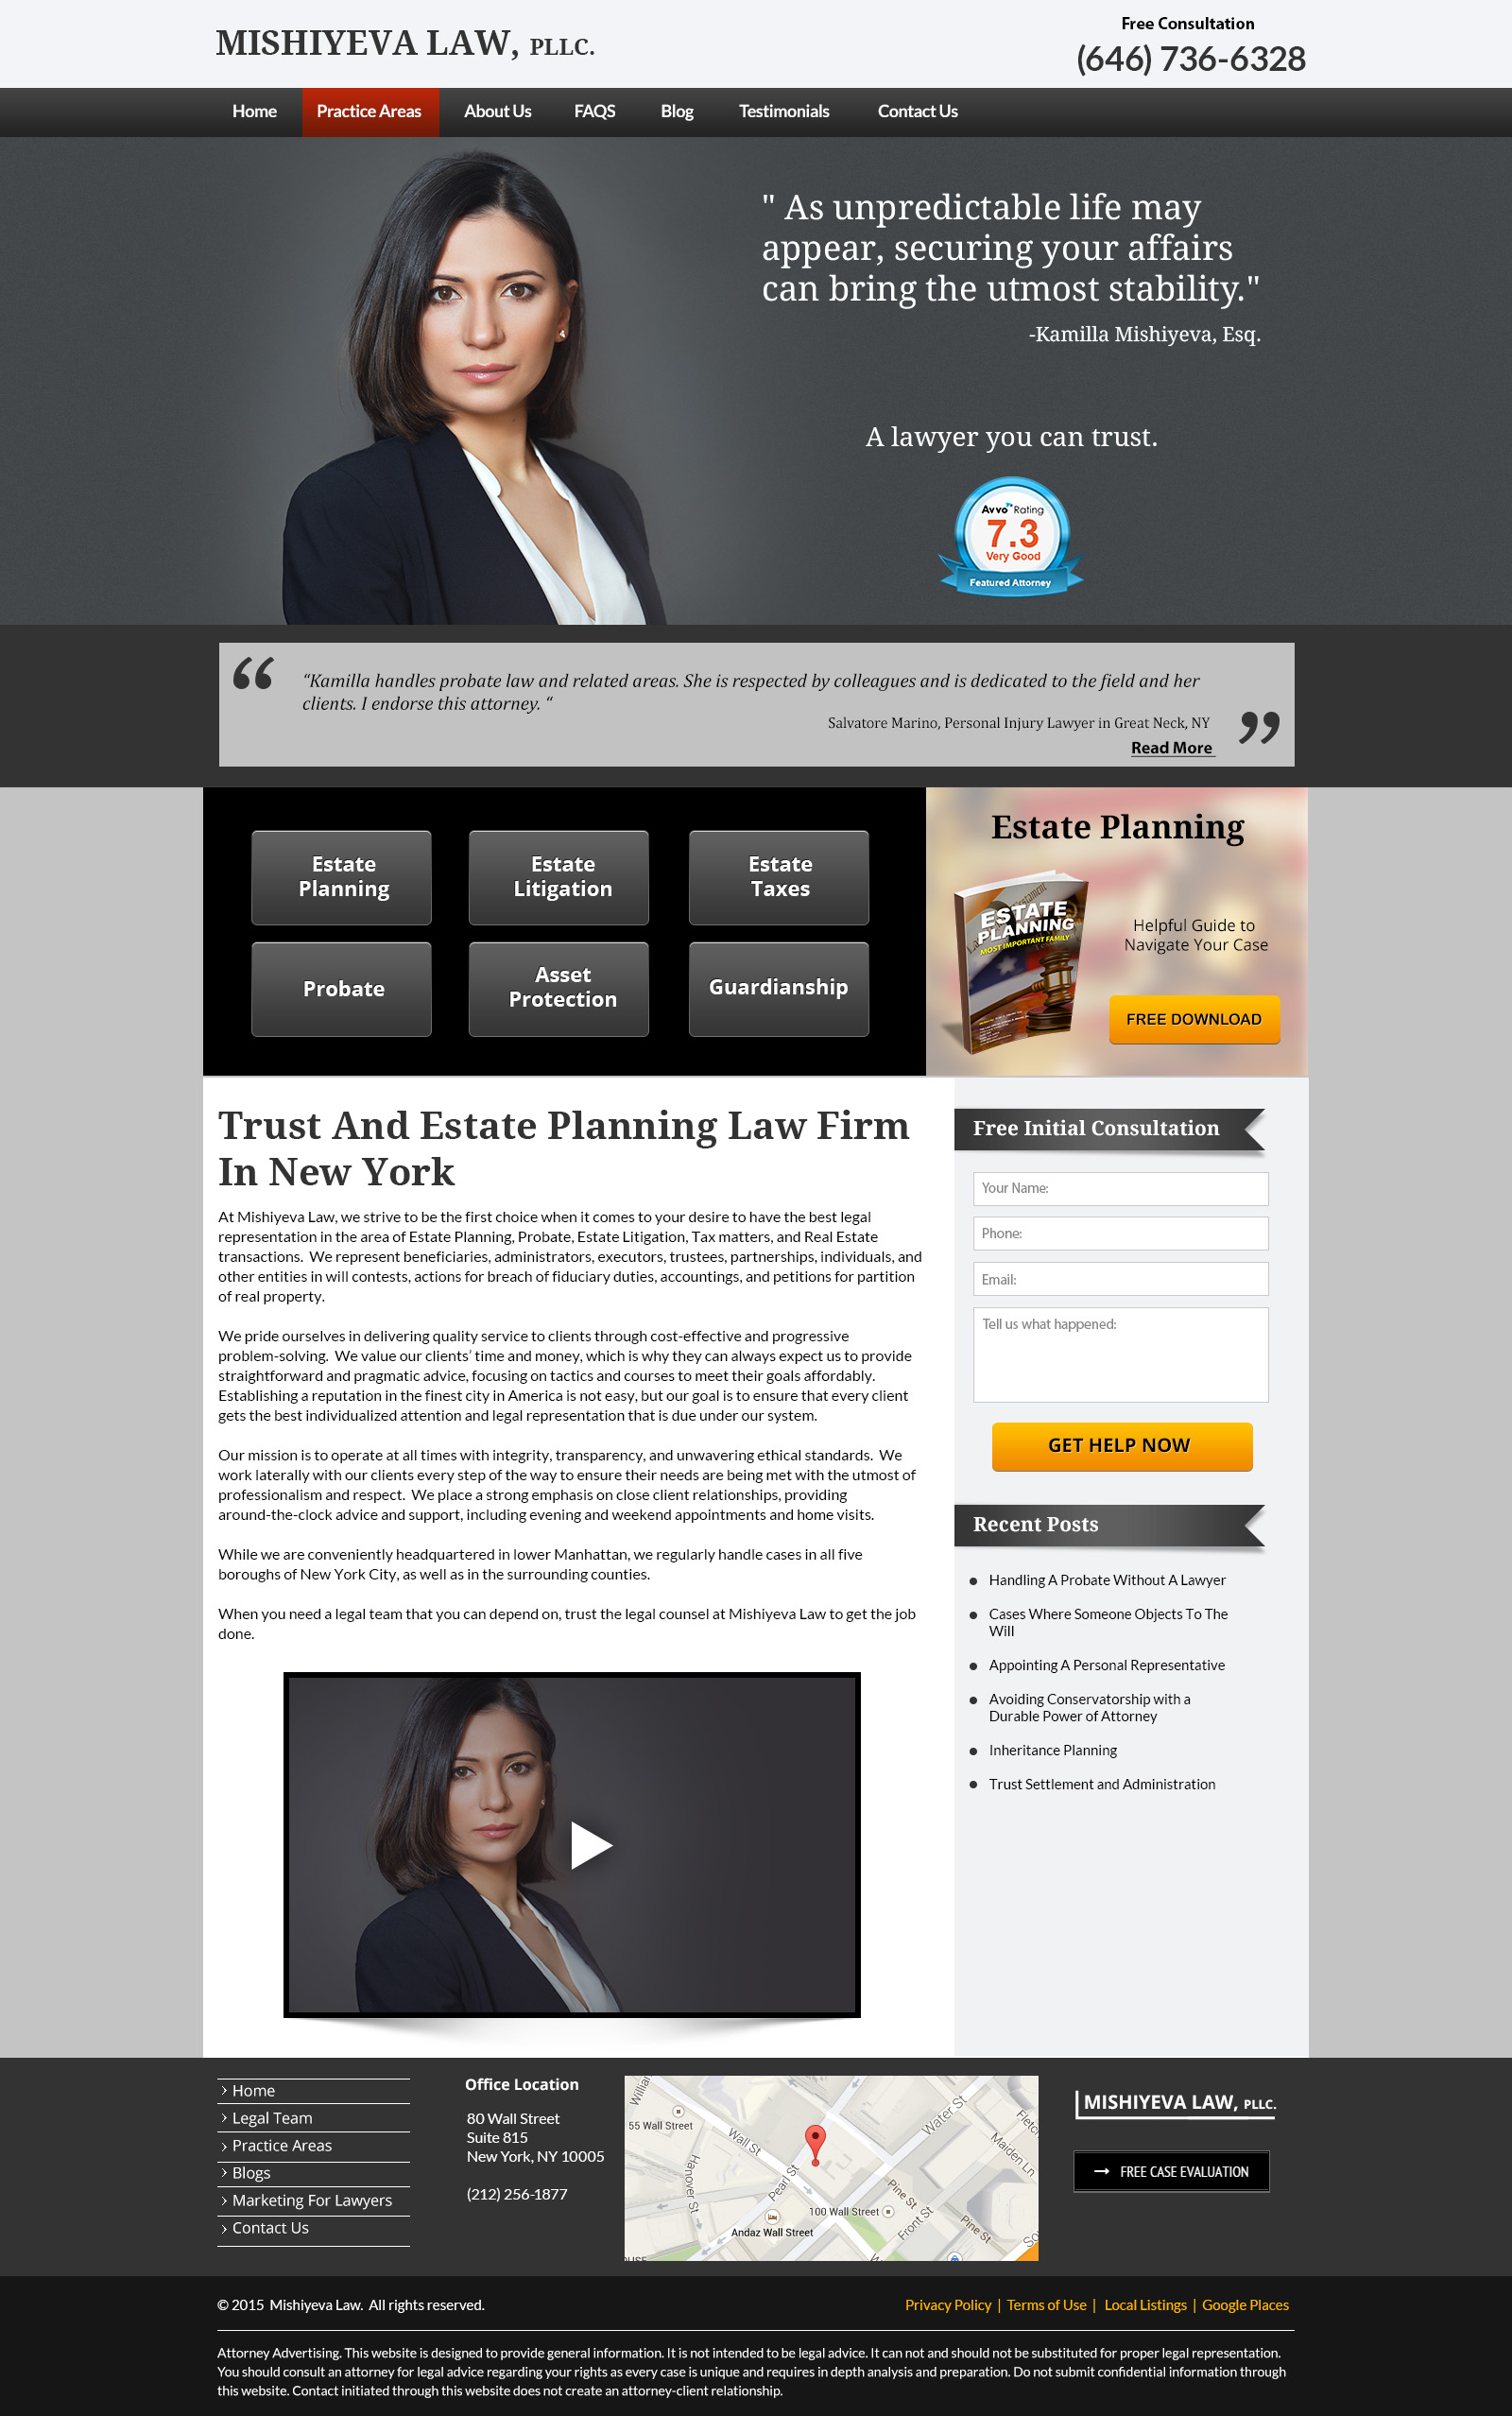 MISHIYEVA LAW, PLLC.
Free Consultation
(646) 736-6328
Home
Practice Areas
About Us
FAQS
Blog
Testimonials
Contact Us
" As unpredictable life may
appear, securing your affairs
can bring the utmost stability."
-Kamilla Mishiyeva, Esq.
A lawyer you can trust.
Avvo Rating
7.3
Very Good
Featured Attorney
“Kamilla handles probate law and related areas. She is respected by colleagues and is dedicated to the field and her
clients. I endorse this attorney. “
Salvatore Marino, Personal Injury Lawyer in Great Neck, NY
Read More
Estate
Planning
Estate
Litigation
Estate
Taxes
Probate
Asset
Protection
Guardianship
Estate Planning
ESTATE
PLANNING
MOST IMPORTANT FAMILY
Helpful Guide to
Navigate Your Case
FREE DOWNLOAD
Trust And Estate Planning Law Firm
In New York
At Mishiyeva Law, we strive to be the first choice when it comes to your desire to have the best legal
representation in the area of Estate Planning, Probate, Estate Litigation, Tax matters, and Real Estate
transactions.  We represent beneficiaries, administrators, executors, trustees, partnerships, individuals, and
other entities in will contests, actions for breach of fiduciary duties, accountings, and petitions for partition
of real property.
We pride ourselves in delivering quality service to clients through cost-effective and progressive
problem-solving.  We value our clients’ time and money, which is why they can always expect us to provide
straightforward and pragmatic advice, focusing on tactics and courses to meet their goals affordably.
Establishing a reputation in the finest city in America is not easy, but our goal is to ensure that every client
gets the best individualized attention and legal representation that is due under our system.
Our mission is to operate at all times with integrity, transparency, and unwavering ethical standards.  We
work laterally with our clients every step of the way to ensure their needs are being met with the utmost of
professionalism and respect.  We place a strong emphasis on close client relationships, providing
around-the-clock advice and support, including evening and weekend appointments and home visits.
While we are conveniently headquartered in lower Manhattan, we regularly handle cases in all five
boroughs of New York City, as well as in the surrounding counties.
When you need a legal team that you can depend on, trust the legal counsel at Mishiyeva Law to get the job
done.
Free Initial Consultation
Your Name:
Phone:
Email:
Tell us what happened:
GET HELP NOW
Recent Posts
Handling A Probate Without A Lawyer
Cases Where Someone Objects To The
Will
Appointing A Personal Representative
Avoiding Conservatorship with a
Durable Power of Attorney
Inheritance Planning
Trust Settlement and Administration
Home
Legal Team
Practice Areas
Blogs
Marketing For Lawyers
Contact Us
Office Location
80 Wall Street
Suite 815
New York, NY 10005
(212) 256-1877
55 Wall Street
Wall St
Water St
Maiden Ln
Hanover St
Pearl St
Pine St
100 Wall Street
Front St
Pine St
Andaz Wall Street
MISHIYEVA LAW, PLLC.
FREE CASE EVALUATION
© 2015  Mishiyeva Law.  All rights reserved.
Privacy Policy | Terms of Use | Local Listings | Google Places
Attorney Advertising. This website is designed to provide general information. It is not intended to be legal advice. It can not and should not be substituted for proper legal representation.
You should consult an attorney for legal advice regarding your rights as every case is unique and requires in depth analysis and preparation. Do not submit confidential information through
this website. Contact initiated through this website does not create an attorney-client relationship.